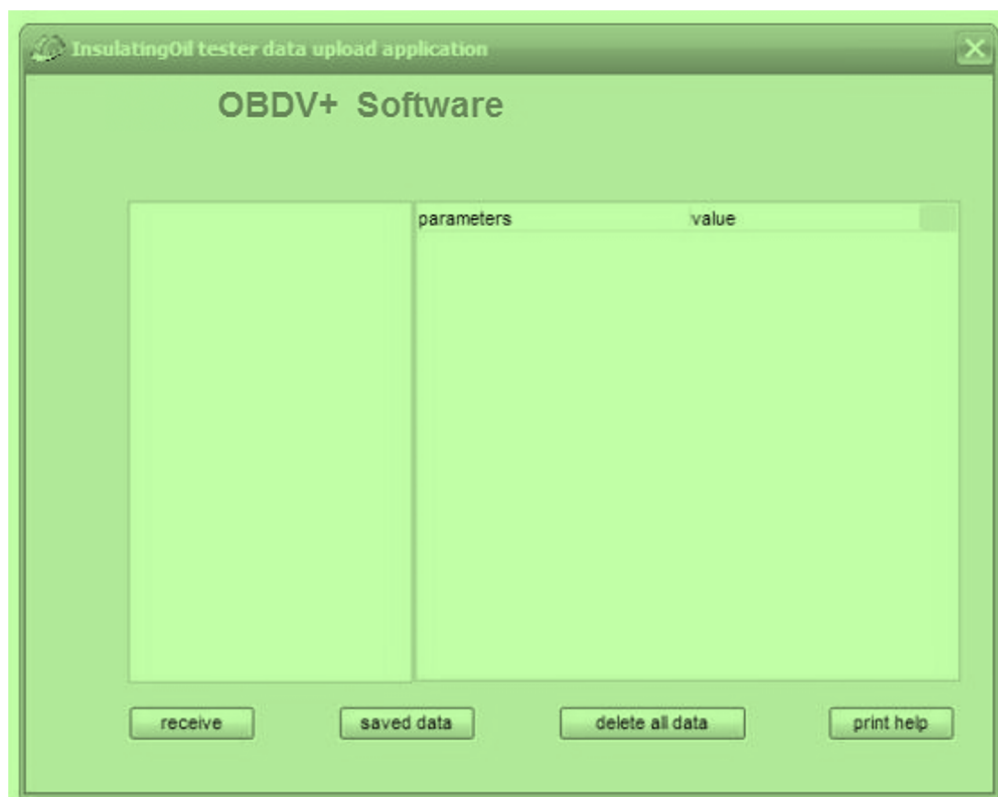 InsulatingOil tester data upload application
OBDV+ Software
parameters value
receive saved data delete all data print help